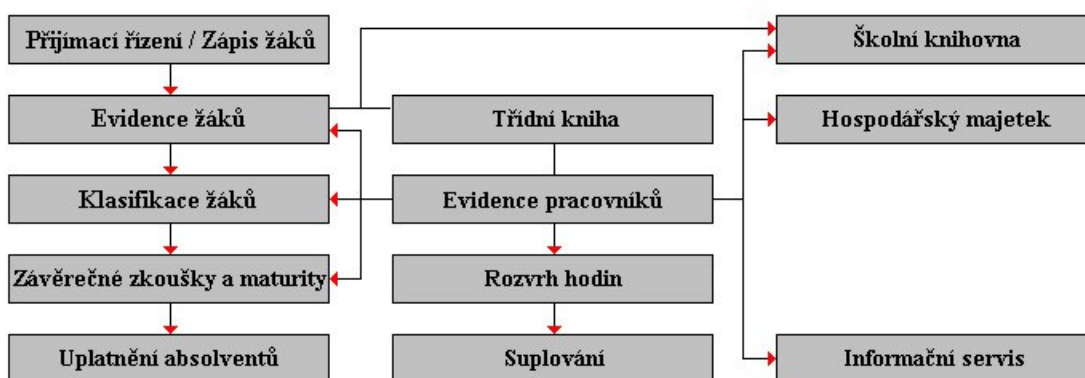 Přijímací řízení / Zápis žáků
Školní knihovna
Evidence žáků
Třídní kniha
Hospodářský majetek
Klasifikace žáků
Evidence pracovníků
Závěrečné zkoušky a maturity
Rozvrh hodin
Uplatnění absolventů
Suplování
Informační servis